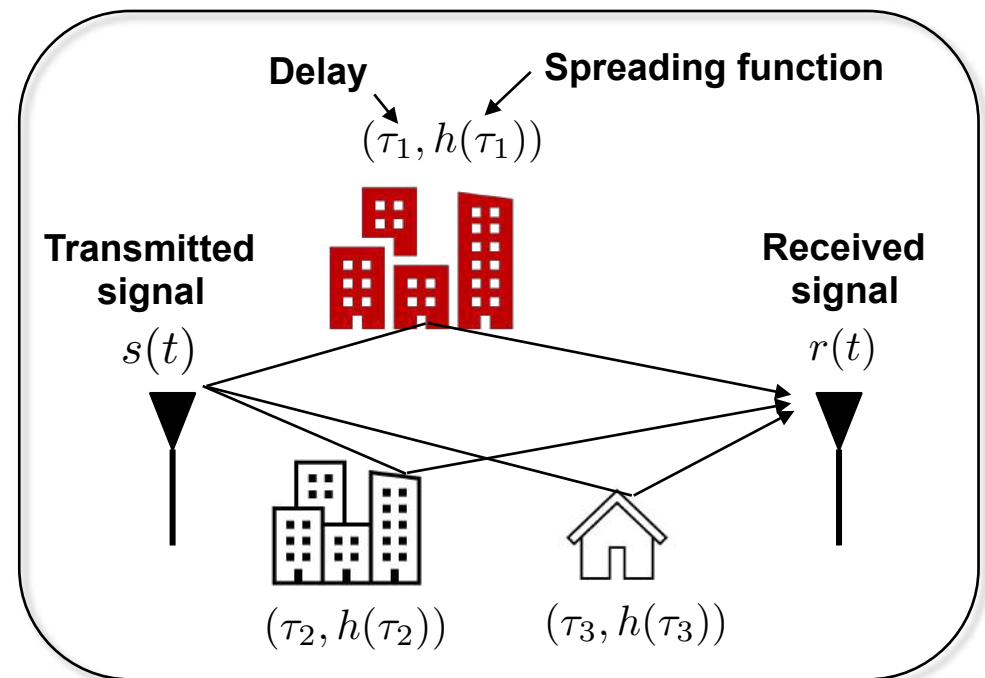 Delay
Spreading function
(τ₁, h(τ₁))
Transmitted
signal
s(t)
Received
signal
r(t)
(τ₂, h(τ₂))
(τ₃, h(τ₃))